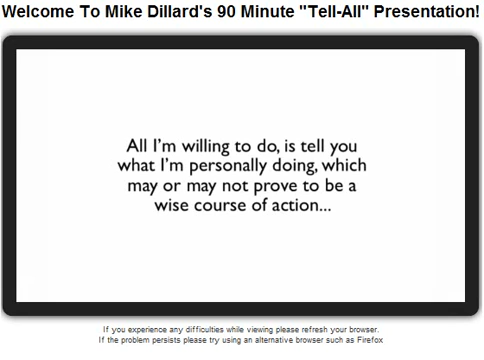 Welcome To Mike Dillard's 90 Minute "Tell-All" Presentation!
All I'm willing to do, is tell you
what I'm personally doing, which
may or may not prove to be a
wise course of action...
If you experience any difficulties while viewing please refresh your browser.
If the problem persists please try using an alternative browser such as Firefox